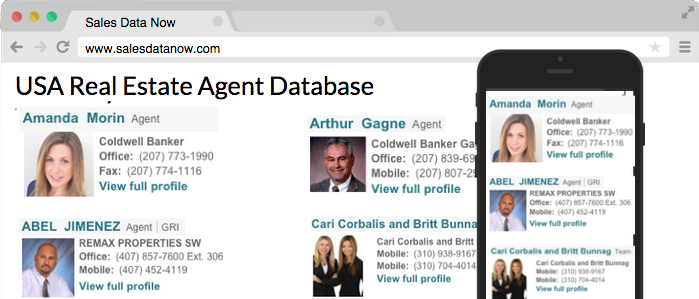 Sales Data Now
www.salesdatanow.com
USA Real Estate Agent Database
Amanda Morin Agent
Coldwell Banker
Office: (207) 773-1990
Fax: (207) 774-1116
View full profile
Arthur Gagne Agent
Coldwell Banker Ga
Office: (207) 839-69
Mobile: (207) 807-29
View full profile
ABEL JIMENEZ Agent | GRI
REMAX PROPERTIES SW
Office: (407) 857-7600 Ext. 306
Mobile: (407) 452-4119
View full profile
Cari Corbalis and Britt Bunnag
Cari Corbalis and Britt
Mobile: (310) 938-9167
Mobile: (310) 704-4014
View full profile
Amanda Morin Agent
Coldwell Banker
Office: (207) 773-1990
Fax: (207) 774-1116
View full profile
ABEL JIMENEZ Agent | GRI
REMAX PROPERTIES SW
Office: (407) 857-7600 Ext. 306
Mobile: (407) 452-4119
View full profile
Cari Corbalis and Britt Bunnag Team
Cari Corbalis and Britt Bunnag
Mobile: (310) 938-9167
Mobile: (310) 704-4014
View full profile